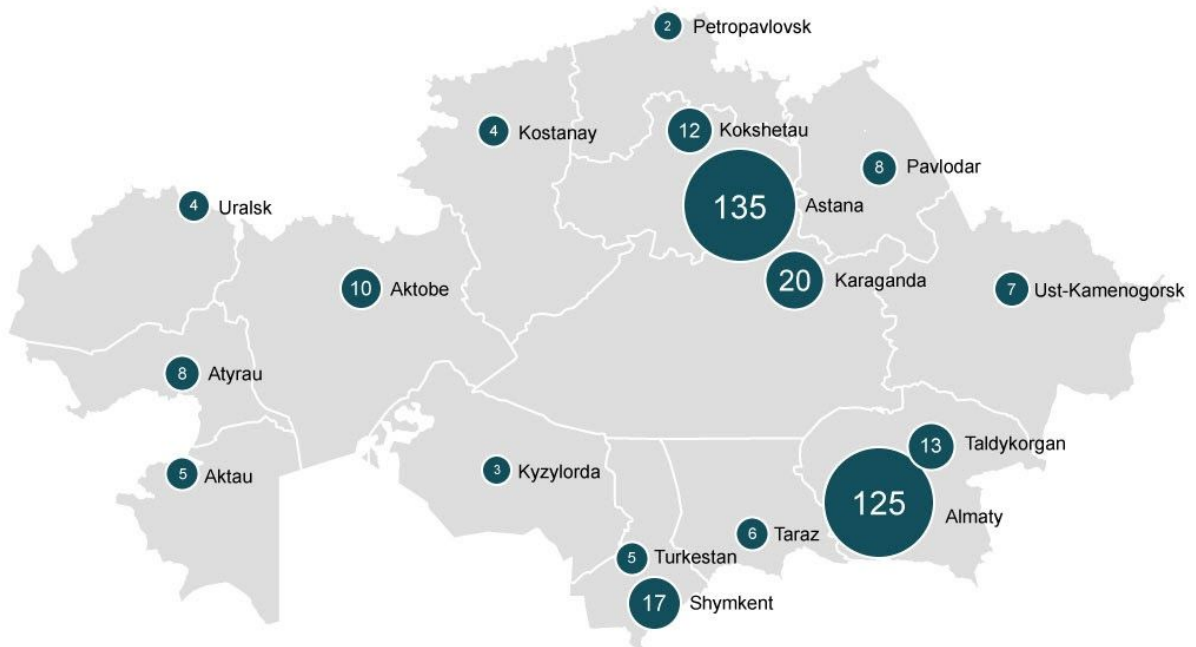 2 Petropavlovsk
4 Kostanay
12 Kokshetau
8 Pavlodar
4 Uralsk
135 Astana
20 Karaganda
10 Aktobe
7 Ust-Kamenogorsk
8 Atyrau
13 Taldykorgan
5 Aktau
3 Kyzylorda
125 Almaty
6 Taraz
5 Turkestan
17 Shymkent